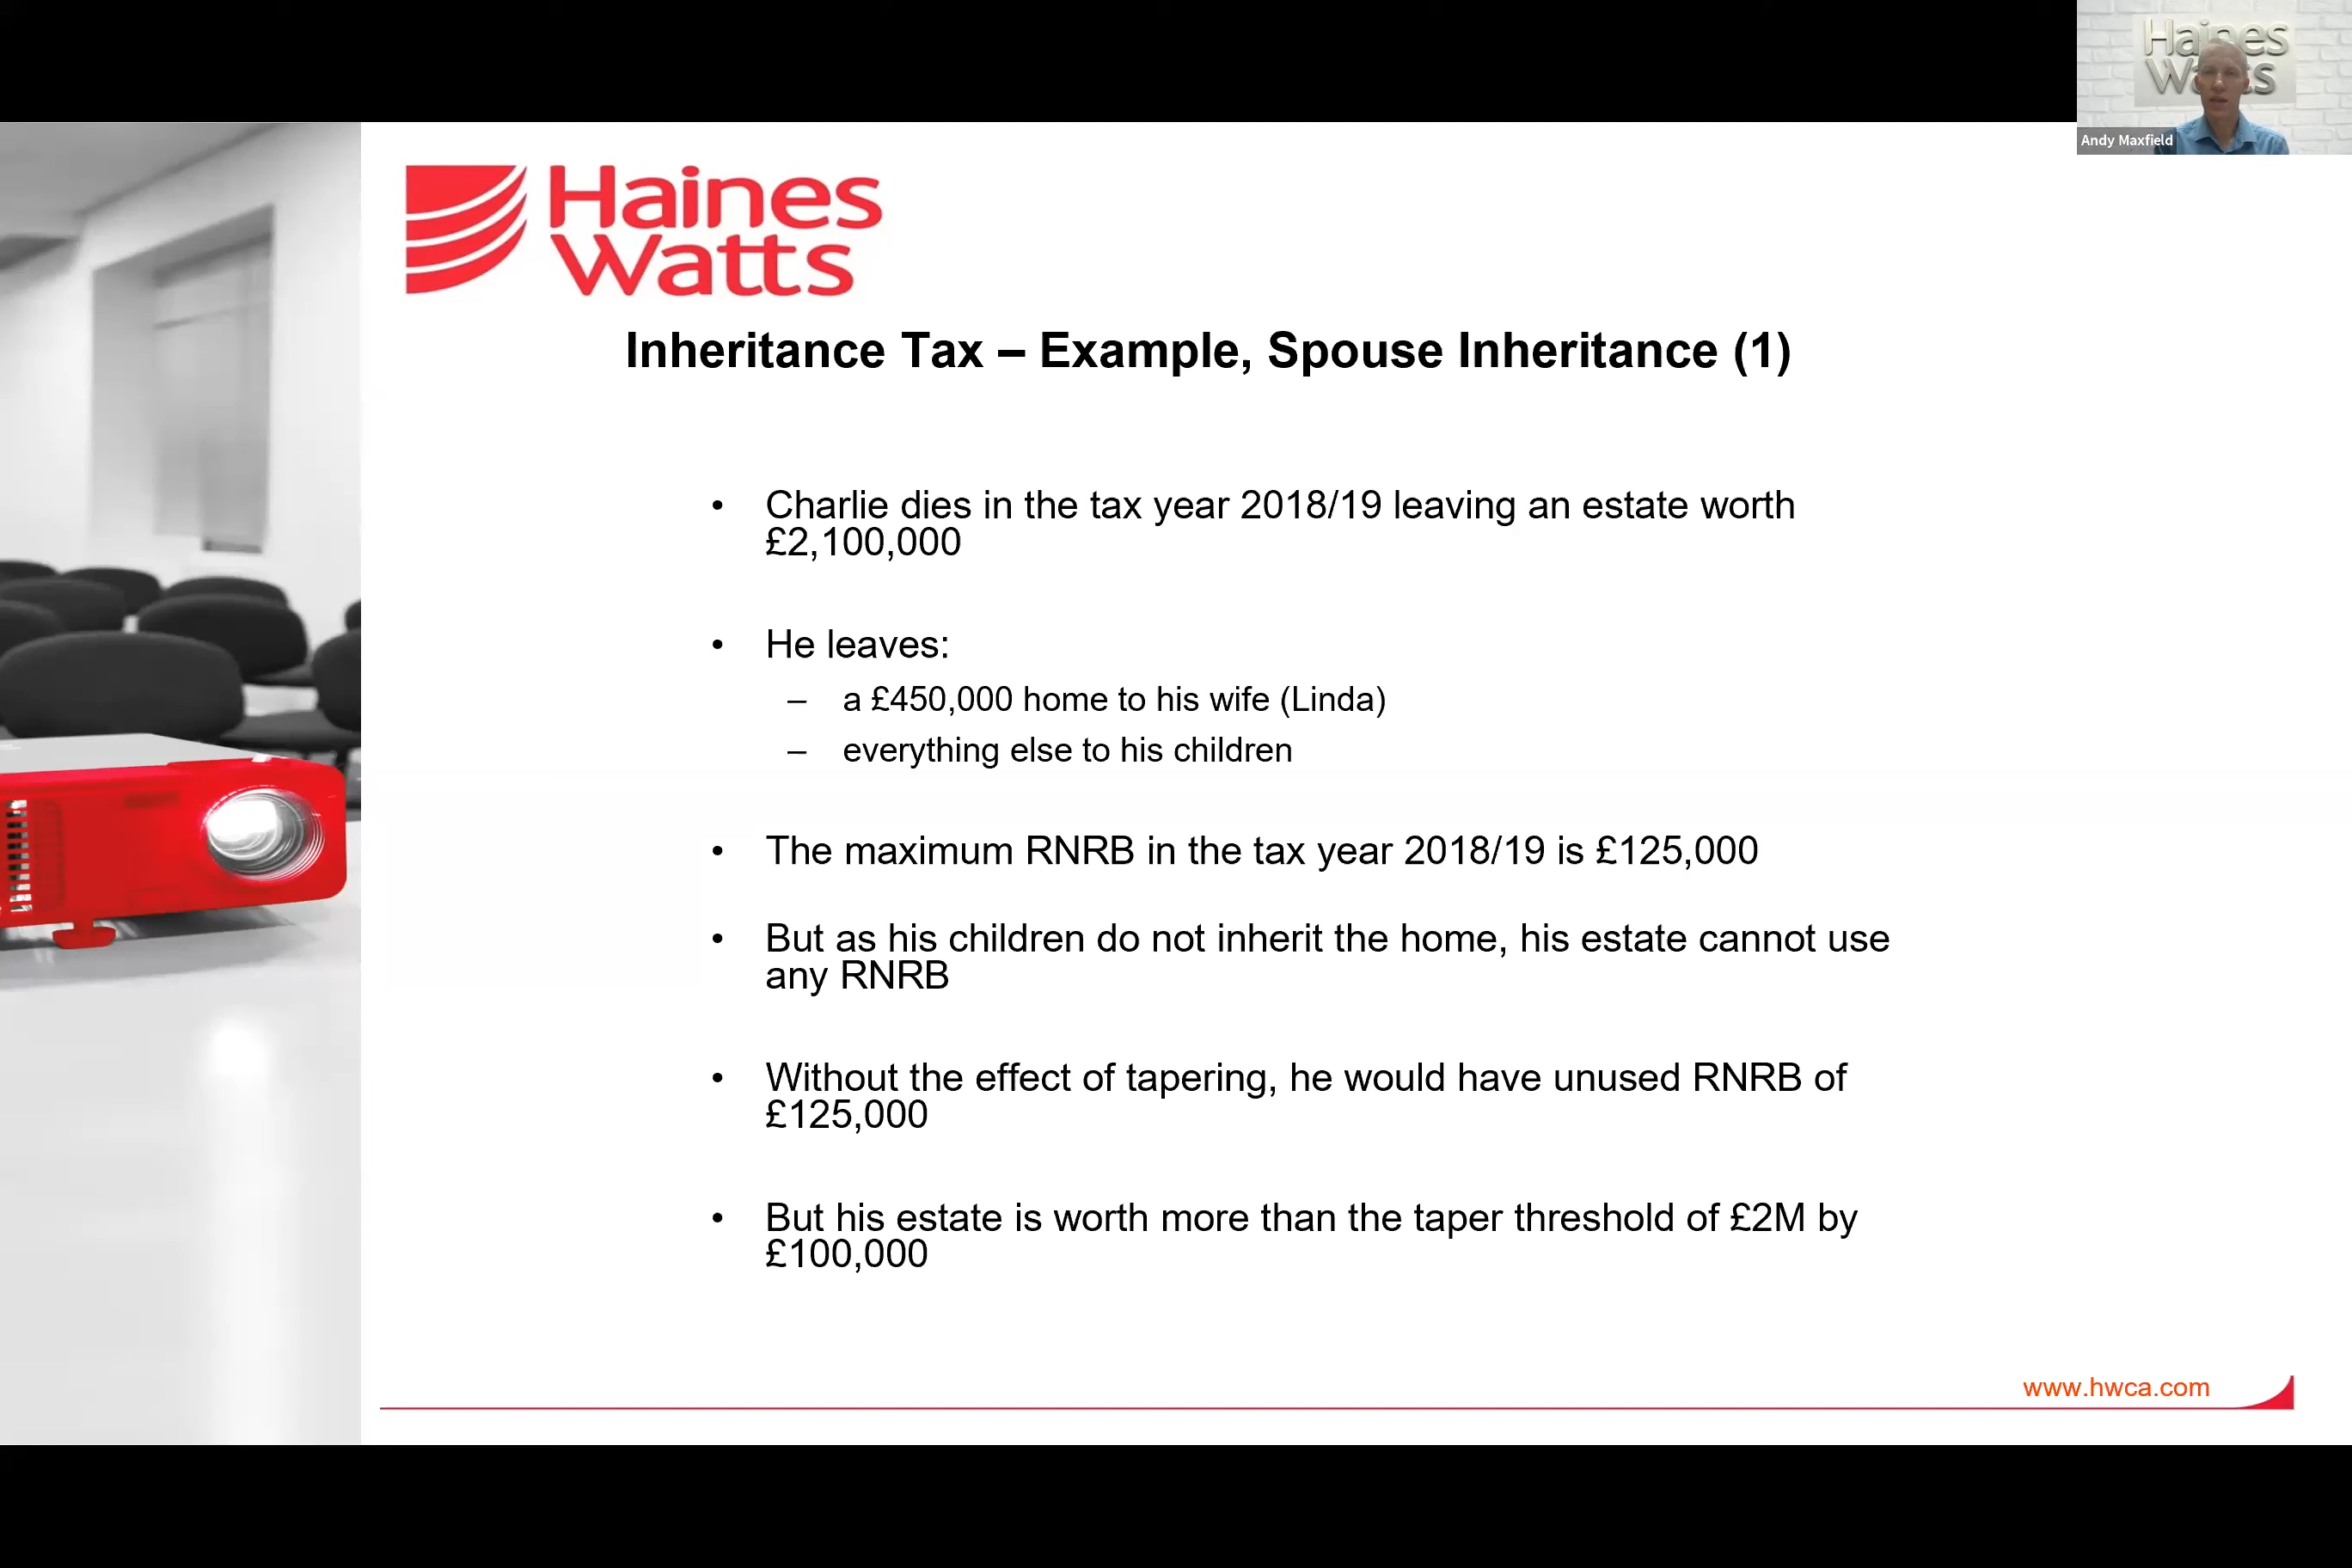 Haines
Watts
Andy Maxfield
Haines
Watts
Inheritance Tax – Example, Spouse Inheritance (1)
• Charlie dies in the tax year 2018/19 leaving an estate worth
£2,100,000
• He leaves:
– a £450,000 home to his wife (Linda)
– everything else to his children
• The maximum RNRB in the tax year 2018/19 is £125,000
• But as his children do not inherit the home, his estate cannot use
any RNRB
• Without the effect of tapering, he would have unused RNRB of
£125,000
• But his estate is worth more than the taper threshold of £2M by
£100,000
www.hwca.com